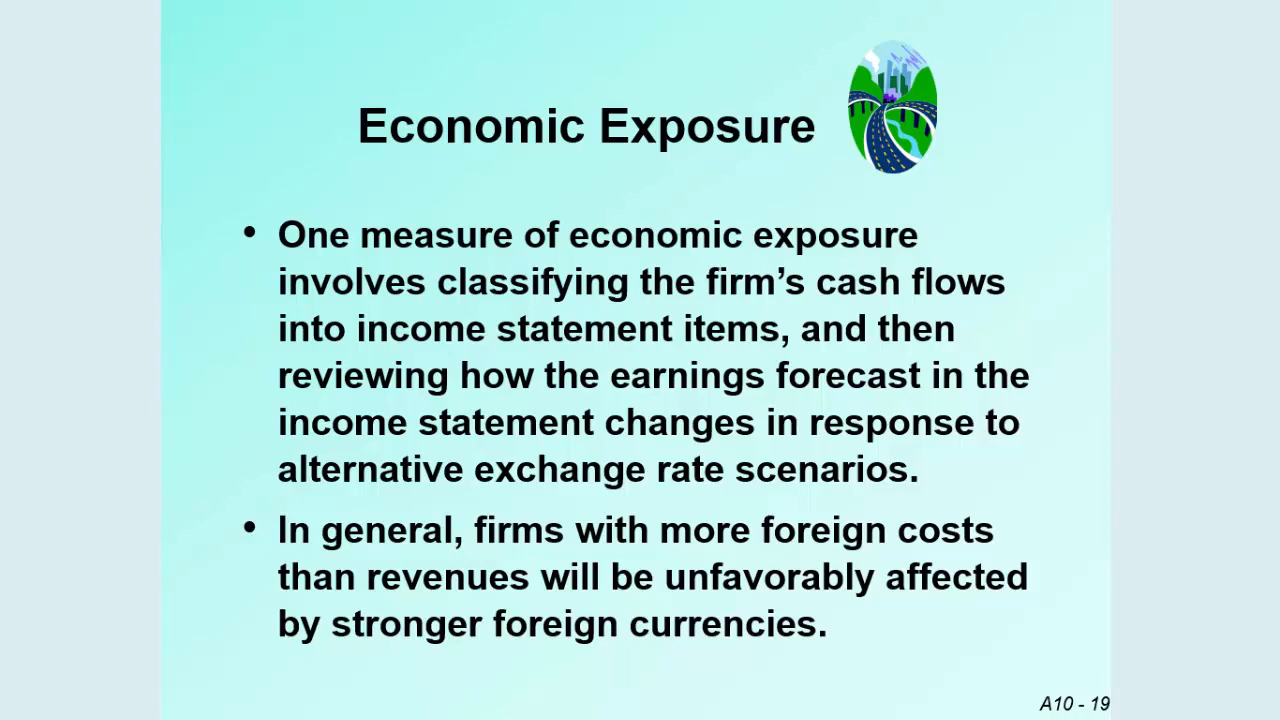 Economic Exposure
• One measure of economic exposure
involves classifying the firm’s cash flows
into income statement items, and then
reviewing how the earnings forecast in the
income statement changes in response to
alternative exchange rate scenarios.
• In general, firms with more foreign costs
than revenues will be unfavorably affected
by stronger foreign currencies.
A10 - 19